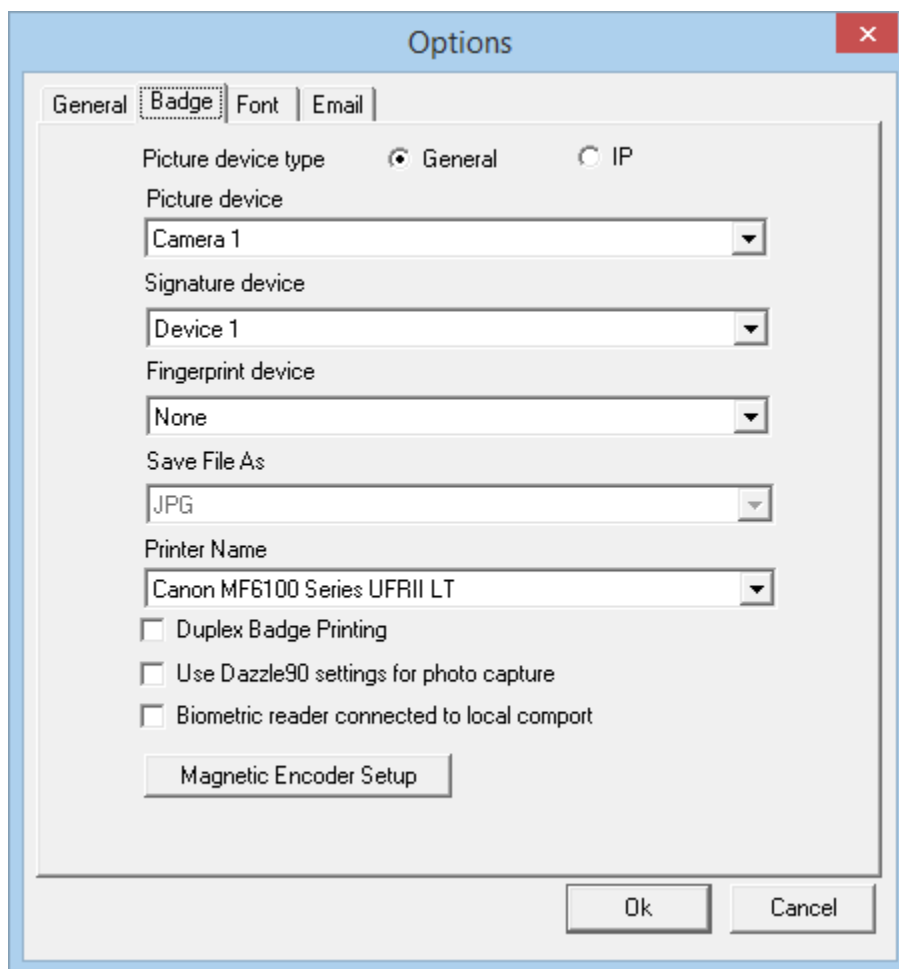 Options
General Badge Font Email
Picture device type General IP
Picture device
Camera 1
Signature device
Device 1
Fingerprint device
None
Save File As
JPG
Printer Name
Canon MF6100 Series UFRII LT
Duplex Badge Printing
Use Dazzle90 settings for photo capture
Biometric reader connected to local comport
Magnetic Encoder Setup
Ok Cancel